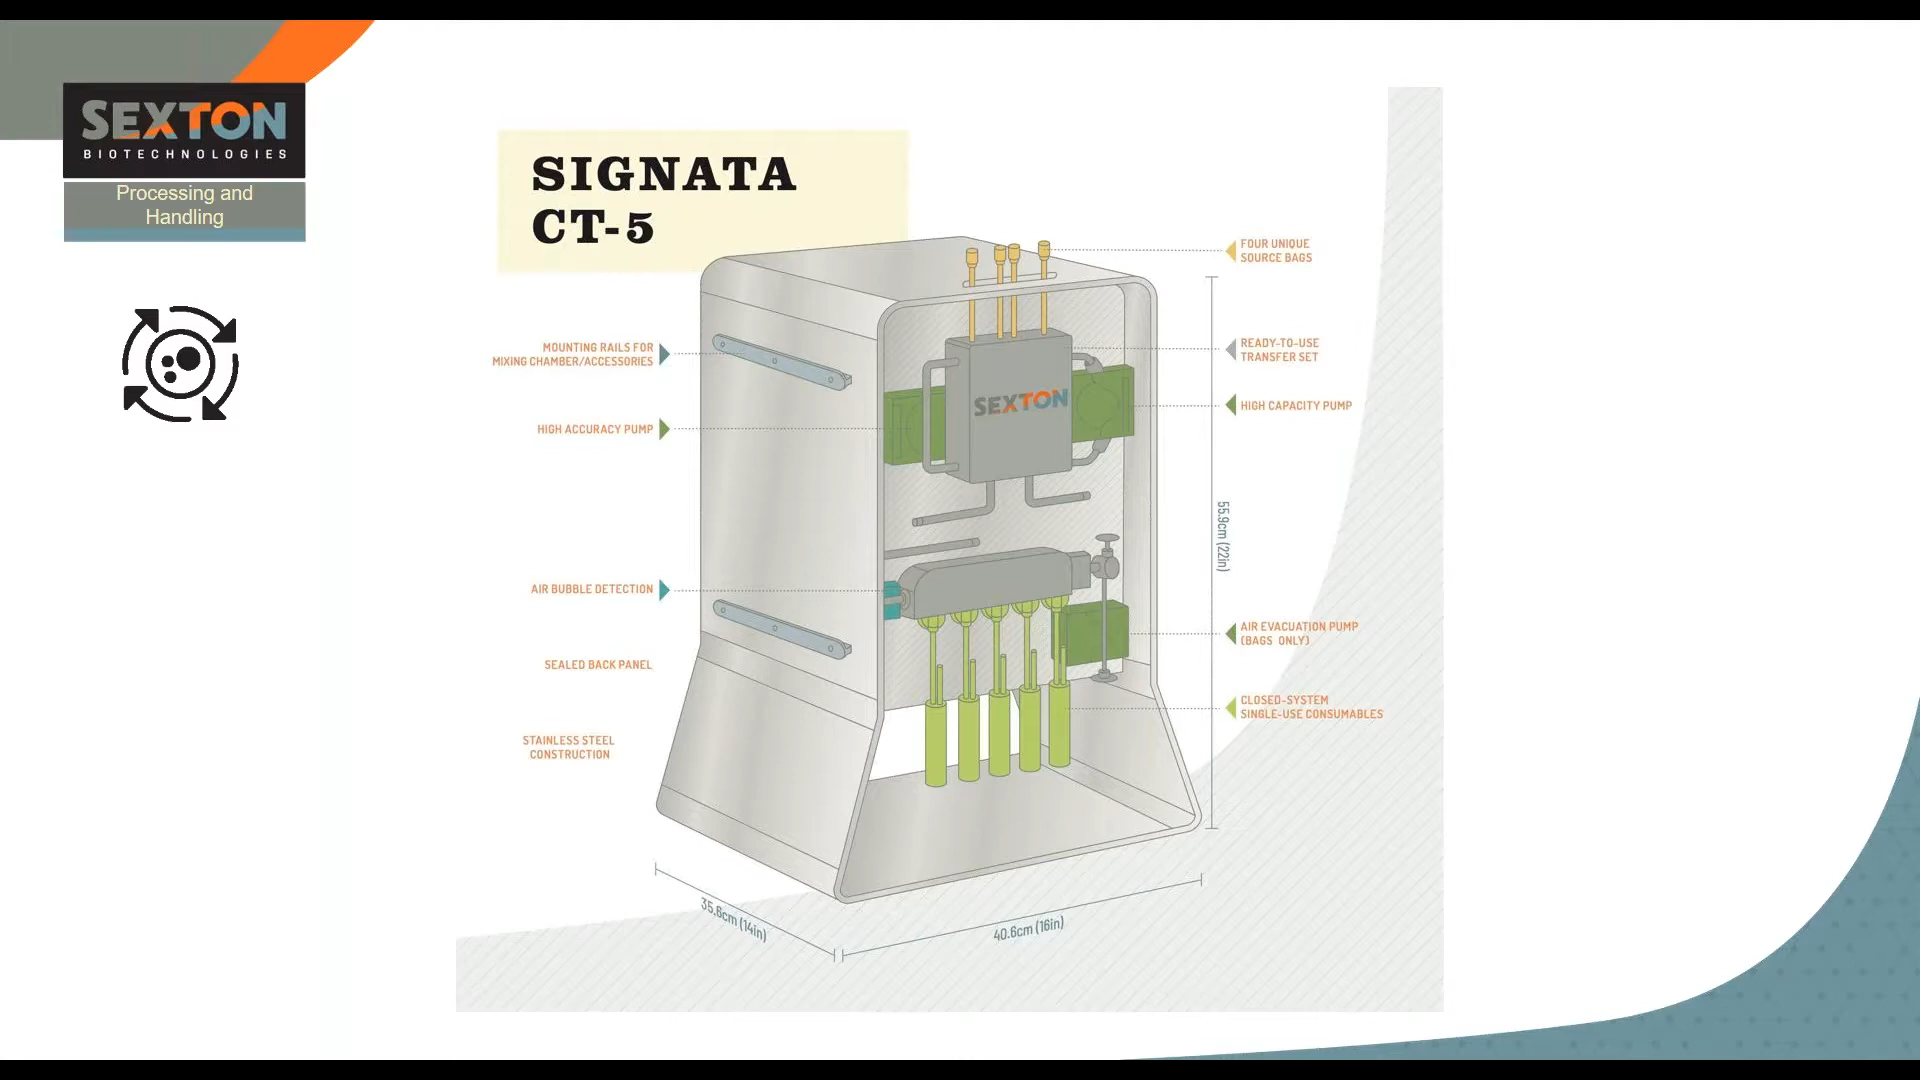 SEXTON
BIOTECHNOLOGIES
Processing and
Handling
SIGNATA
CT-5
FOUR UNIQUE
SOURCE BAGS
MOUNTING RAILS FOR
MIXING CHAMBER/ACCESSORIES
READY-TO-USE
TRANSFER SET
SEXTON
HIGH CAPACITY PUMP
HIGH ACCURACY PUMP
55.9cm (22in)
AIR BUBBLE DETECTION
AIR EVACUATION PUMP
(BAGS ONLY)
SEALED BACK PANEL
CLOSED-SYSTEM
SINGLE-USE CONSUMABLES
STAINLESS STEEL
CONSTRUCTION
35.6cm (14in)
40.6cm (16in)